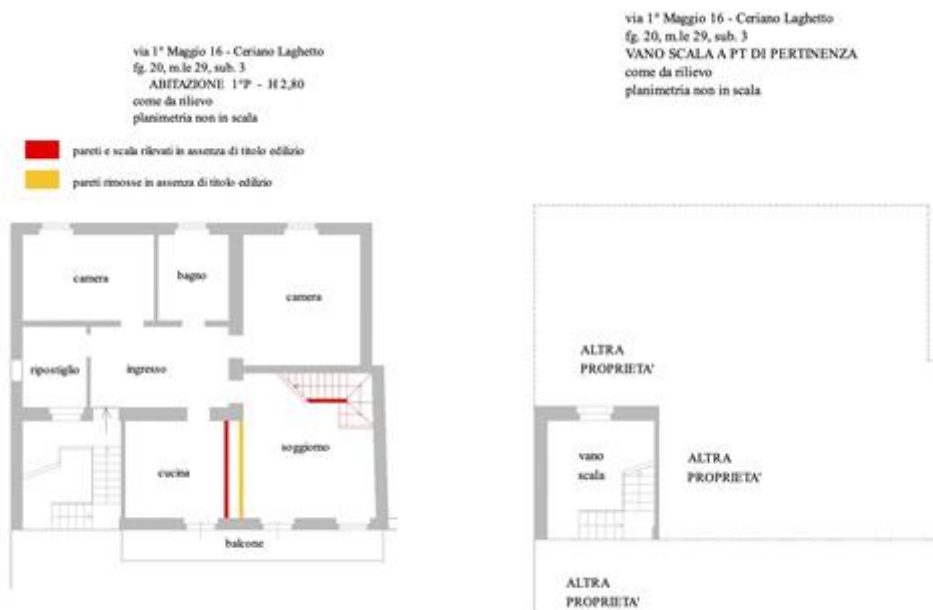 via 1° Maggio 16 - Ceriano Laghetto
fg. 20, m.le 29, sub. 3
ABITAZIONE 1°P - H 2,80
come da rilievo
planimetria non in scala
pareti e scala rilevati in assenza di titolo edilizio
pareti rimosse in assenza di titolo edilizio
camera
bagno
camera
ripostiglio
ingresso
cucina
soggiorno
balcone
via 1° Maggio 16 - Ceriano Laghetto
fg. 20, m.le 29, sub. 3
VANO SCALA A PT DI PERTINENZA
come da rilievo
planimetria non in scala
ALTRA
PROPRIETA'
vano
scala
ALTRA
PROPRIETA'
ALTRA
PROPRIETA'